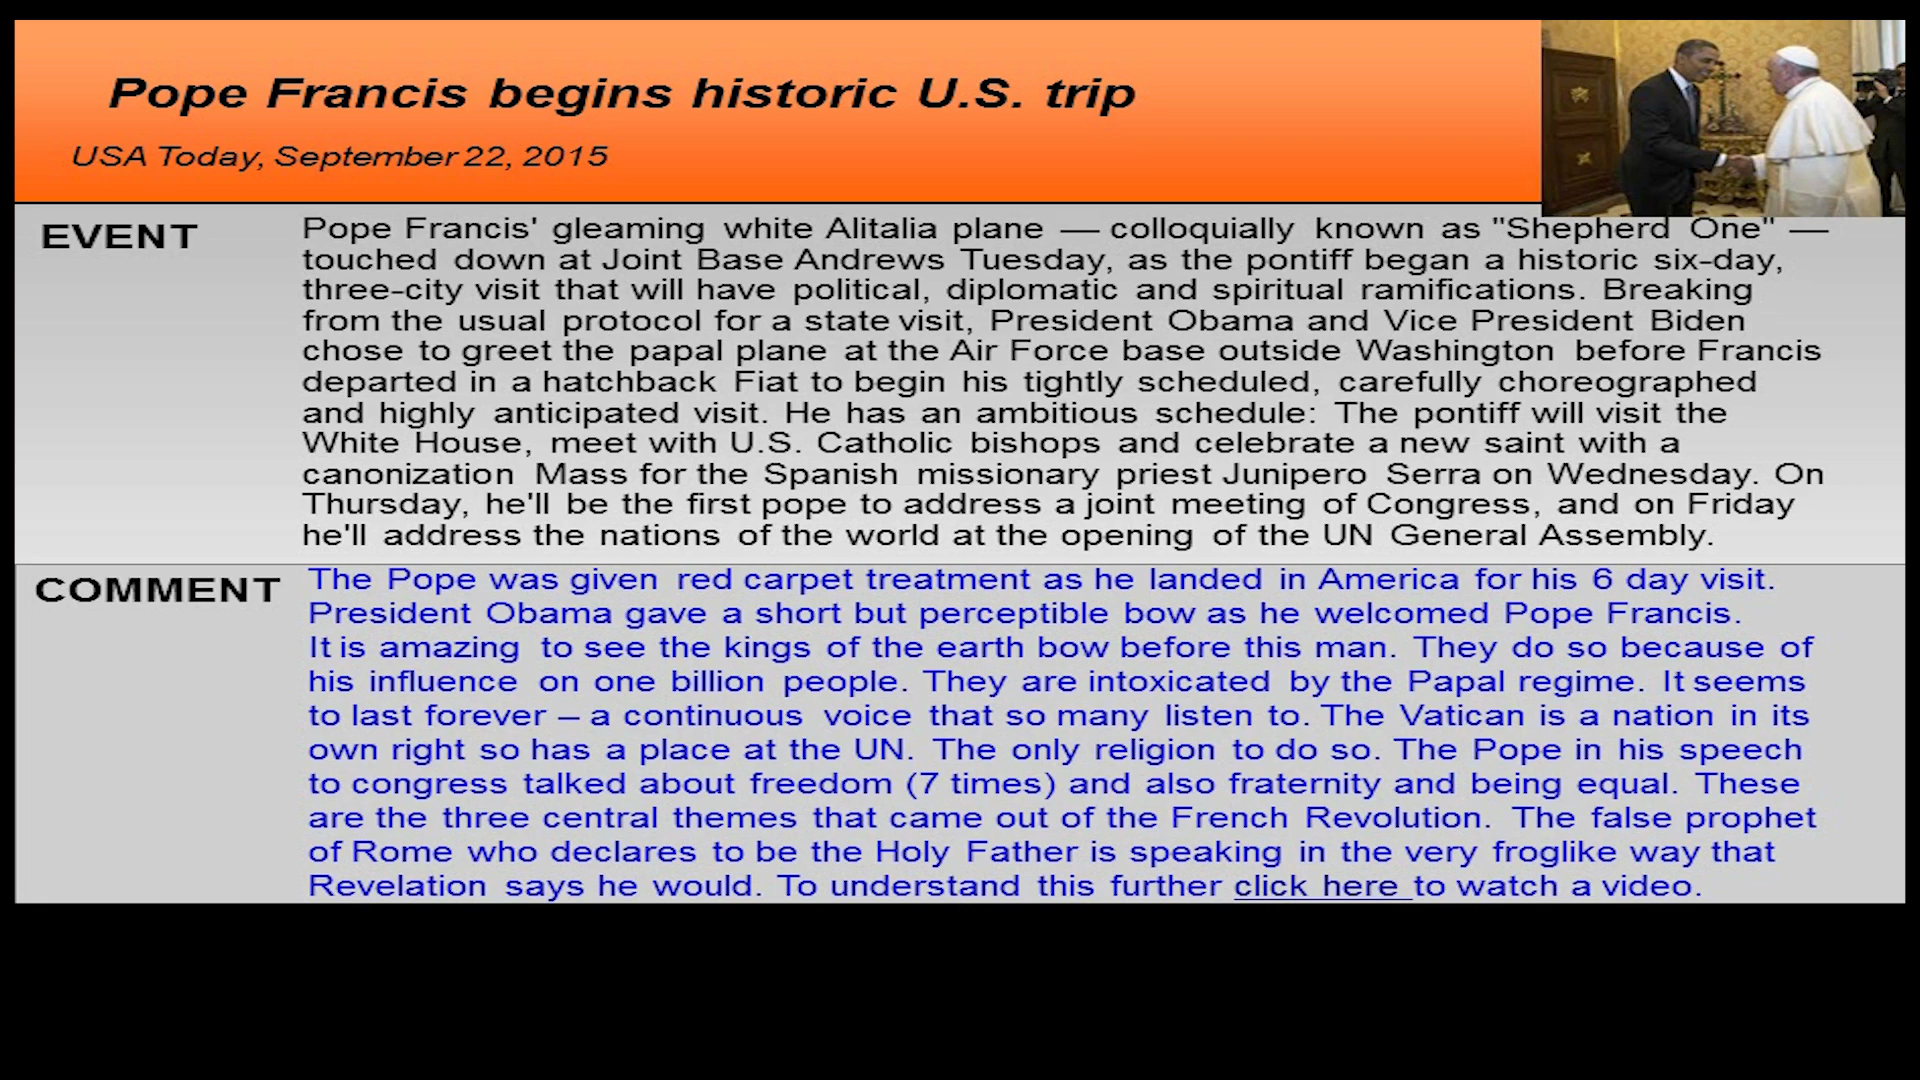 Pope Francis begins historic U.S. trip
USA Today, September 22, 2015
EVENT
Pope Francis' gleaming white Alitalia plane — colloquially known as "Shepherd One" —
touched down at Joint Base Andrews Tuesday, as the pontiff began a historic six-day,
three-city visit that will have political, diplomatic and spiritual ramifications. Breaking
from the usual protocol for a state visit, President Obama and Vice President Biden
chose to greet the papal plane at the Air Force base outside Washington before Francis
departed in a hatchback Fiat to begin his tightly scheduled, carefully choreographed
and highly anticipated visit. He has an ambitious schedule: The pontiff will visit the
White House, meet with U.S. Catholic bishops and celebrate a new saint with a
canonization Mass for the Spanish missionary priest Junipero Serra on Wednesday. On
Thursday, he'll be the first pope to address a joint meeting of Congress, and on Friday
he'll address the nations of the world at the opening of the UN General Assembly.
COMMENT
The Pope was given red carpet treatment as he landed in America for his 6 day visit.
President Obama gave a short but perceptible bow as he welcomed Pope Francis.
It is amazing to see the kings of the earth bow before this man. They do so because of
his influence on one billion people. They are intoxicated by the Papal regime. It seems
to last forever – a continuous voice that so many listen to. The Vatican is a nation in its
own right so has a place at the UN. The only religion to do so. The Pope in his speech
to congress talked about freedom (7 times) and also fraternity and being equal. These
are the three central themes that came out of the French Revolution. The false prophet
of Rome who declares to be the Holy Father is speaking in the very froglike way that
Revelation says he would. To understand this further click here to watch a video.